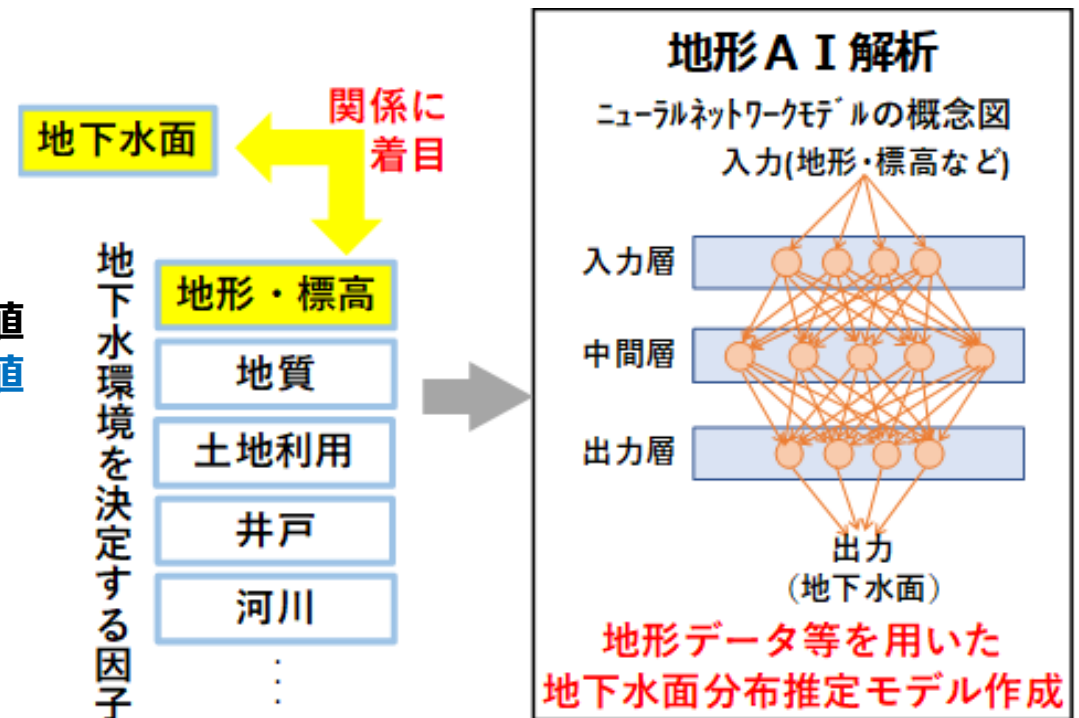 関係に
着目
地下水面
地下水環境を決定する因子
地形・標高
地質
土地利用
井戸
河川
⋮
値
値
地形ＡＩ解析
ﾆｭｰﾗﾙﾈｯﾄﾜｰｸﾓﾃﾞﾙの概念図
入力(地形・標高など)
入力層
中間層
出力層
出力
（地下水面）
地形データ等を用いた
地下水面分布推定モデル作成